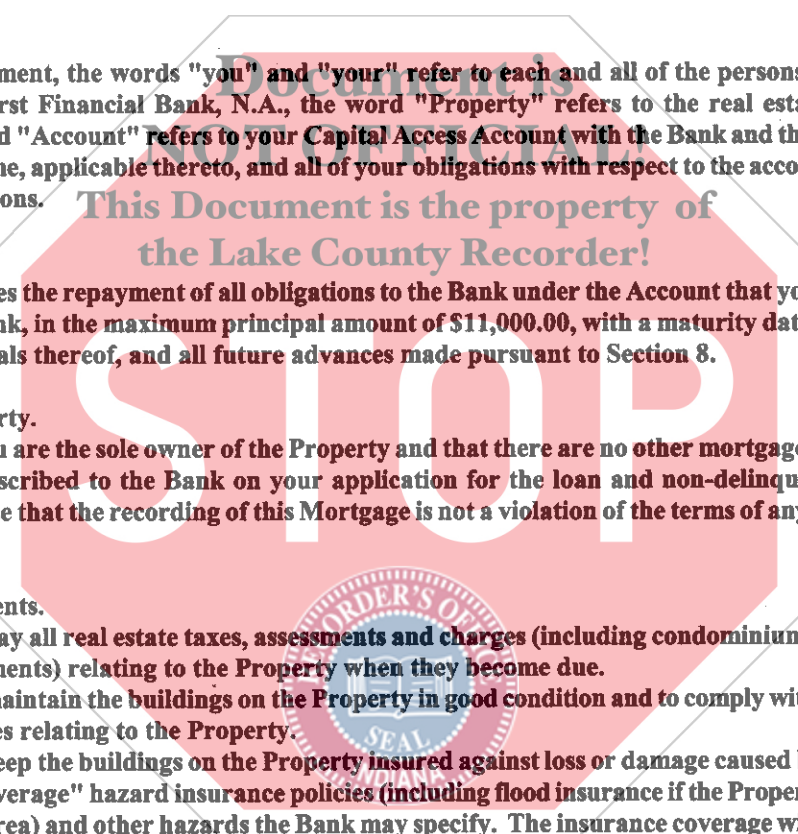 ment, the words "you" and "your" refer to each and all of the persons
Document is
rst Financial Bank, N.A., the word "Property" refers to the real esta
d "Account" refers to your Capital Access Account with the Bank and th
NOT OFFICIAL!
ne, applicable thereto, and all of your obligations with respect to the acco
ons.
This Document is the property of
the Lake County Recorder!
es the repayment of all obligations to the Bank under the Account that yo
nk, in the maximum principal amount of $11,000.00, with a maturity dat
als thereof, and all future advances made pursuant to Section 8.
STOP
rty.
u are the sole owner of the Property and that there are no other mortgage
scribed to the Bank on your application for the loan and non-delinqu
e that the recording of this Mortgage is not a violation of the terms of any
ents.
ay all real estate taxes, assessments and charges (including condominium
nents) relating to the Property when they become due.
naintain the buildings on the Property in good condition and to comply wit
es relating to the Property.
eep the buildings on the Property insured against loss or damage caused b
verage" hazard insurance policies (including flood insurance if the Proper
rea) and other hazards the Bank may specify. The insurance coverage w
RECORDER'S OFFICE
SEAL
INDIANA